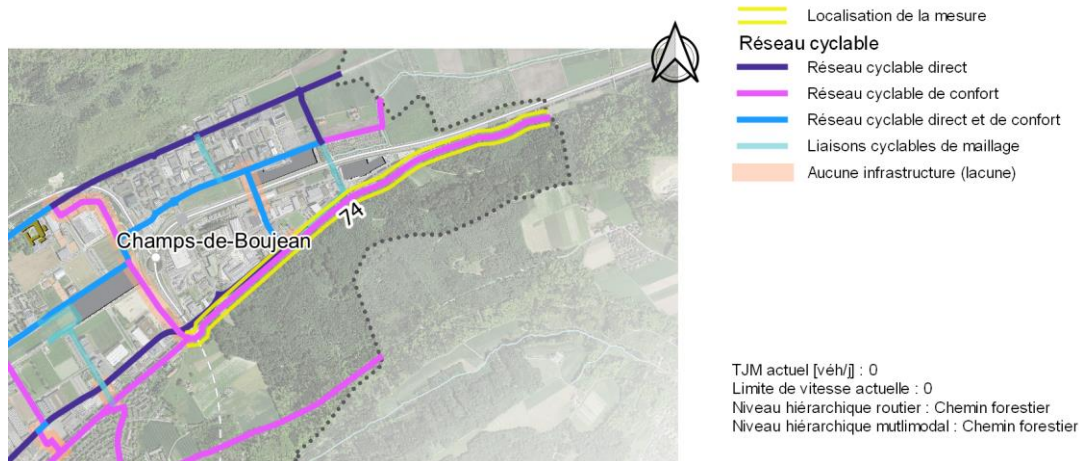 Localisation de la mesure
Réseau cyclable
Réseau cyclable direct
Réseau cyclable de confort
Réseau cyclable direct et de confort
Liaisons cyclables de maillage
Aucune infrastructure (lacune)
74
Champs-de-Boujean
TJM actuel [véh/j] : 0
Limite de vitesse actuelle : 0
Niveau hiérarchique routier : Chemin forestier
Niveau hiérarchique mutlimodal : Chemin forestier